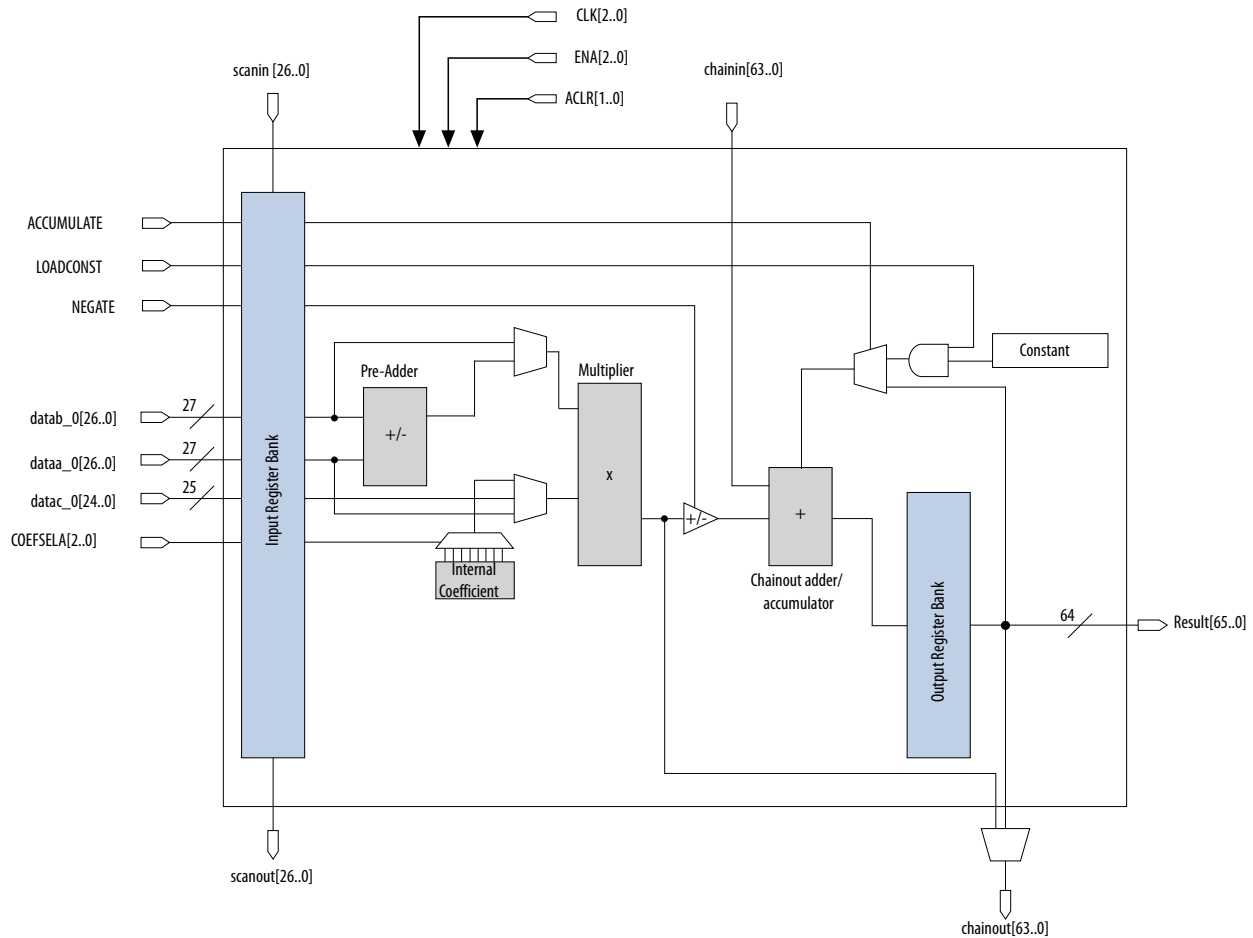 CLK[2..0]
ENA[2..0]
ACLR[1..0]
scanin [26..0]
chainin[63..0]
ACCUMULATE
LOADCONST
NEGATE
Constant
Pre-Adder
Multiplier
27
datab_0[26..0]
+/-
27
dataa_0[26..0]
x
25
datac_0[24..0]
Input Register Bank
+/-
+
COEFSELA[2..0]
Internal
Coefficient
Chainout adder/
accumulator
Output Register Bank
64
Result[65..0]
scanout[26..0]
chainout[63..0]